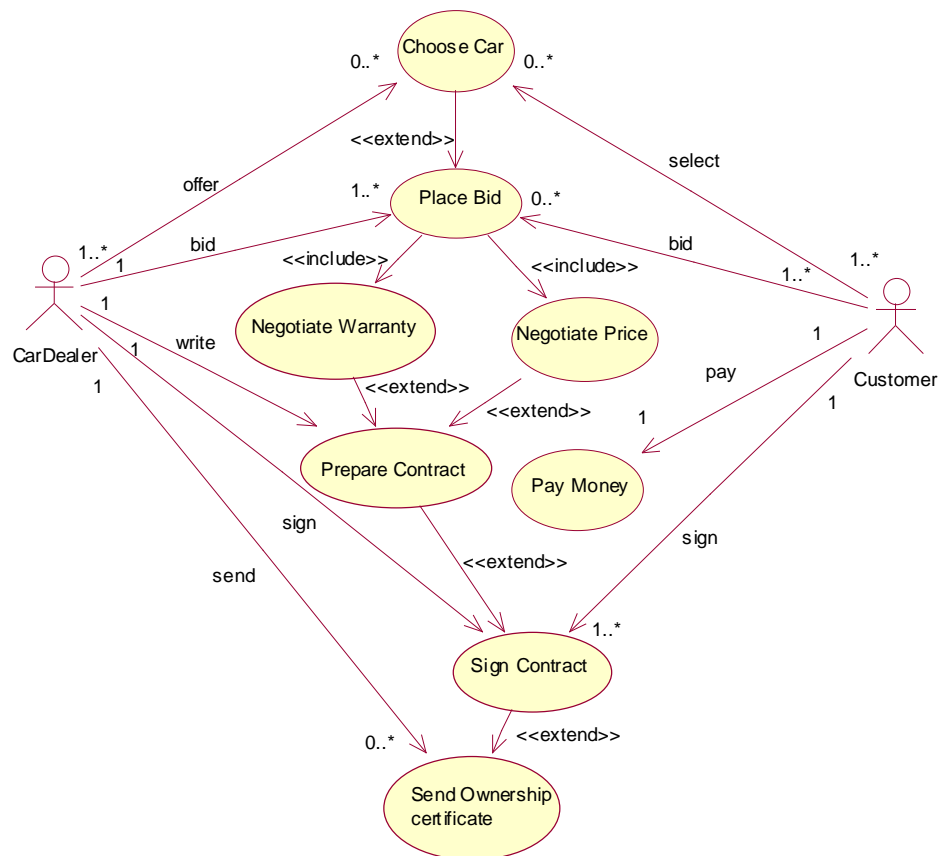 Choose Car
0..*
0..*
<<extend>>
select
offer
1..*
Place Bid
0..*
1..*
1
bid
bid
<<include>>
<<include>>
1..*
1..*
1
Negotiate Warranty
Negotiate Price
1
write
1
CarDealer
1
<<extend>>
pay
Customer
1
<<extend>>
1
Prepare Contract
Pay Money
sign
sign
<<extend>>
send
1..*
Sign Contract
0..*
<<extend>>
Send Ownership
certificate